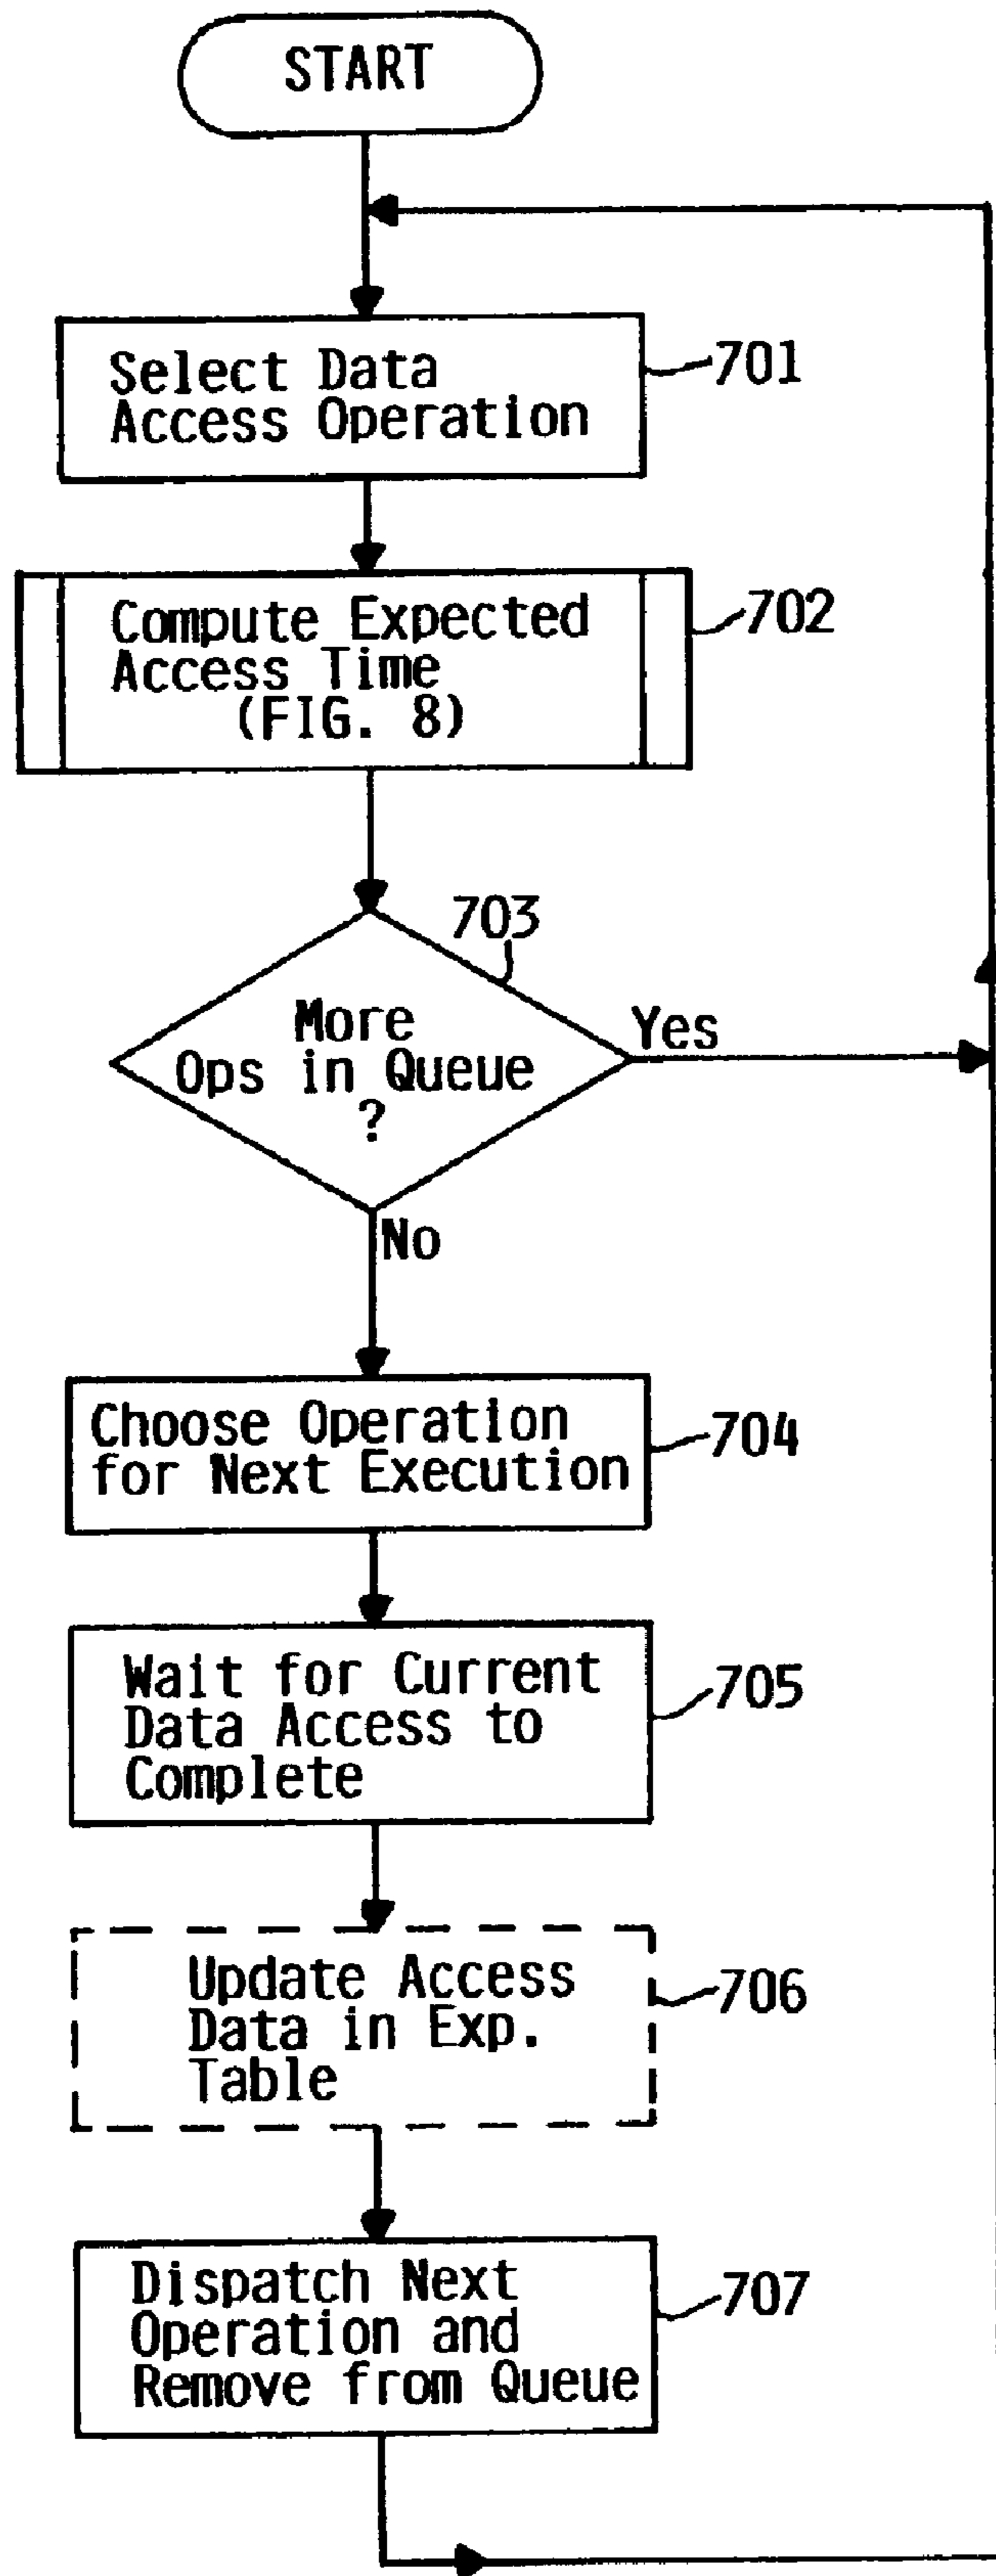 START
Select Data
Access Operation
701
Compute Expected
Access Time
(FIG. 8)
702
703
More
Ops in Queue
?
Yes
No
Choose Operation
for Next Execution
704
Wait for Current
Data Access to
Complete
705
Update Access
Data in Exp.
Table
706
Dispatch Next
Operation and
Remove from Queue
707